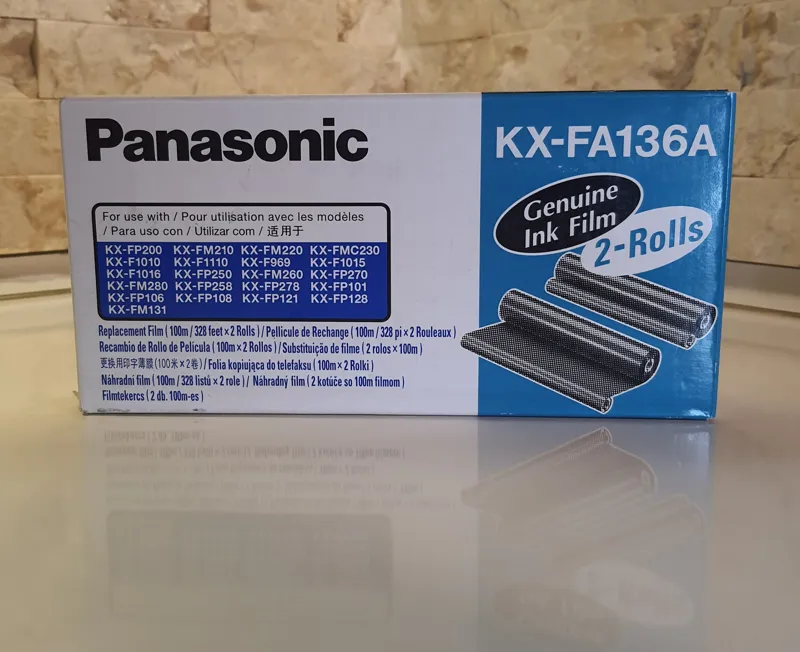 Panasonic
KX-FA136A
Genuine
Ink Film
2-Rolls
For use with / Pour utilisation avec les modèles
/ Para uso con / Utilizar com / 适用于
KX-FP200 KX-FM210 KX-FM220 KX-FMC230
KX-F1010 KX-F1110 KX-F969 KX-F1015
KX-F1016 KX-FP250 KX-FM260 KX-FP270
KX-FM280 KX-FP258 KX-FP278 KX-FP101
KX-FP106 KX-FP108 KX-FP121 KX-FP128
KX-FM131
Replacement Film (100m/328 feet×2 Rolls)/Pellicule de Rechange (100m/328 pi×2 Rouleaux)
Recambio de Rollo de Película (100m×2 Rollos)/Substituição de filme (2 rolos×100m)
更换用印字薄膜(100米×2卷)/Folia kopiująca do telefaksu (100m×2 Rolki)
Náhradní film (100m/328 listů×2 role)/ Náhradný film (2 kotúče so 100m filmom)
Filmtekercs (2 db. 100m-es)